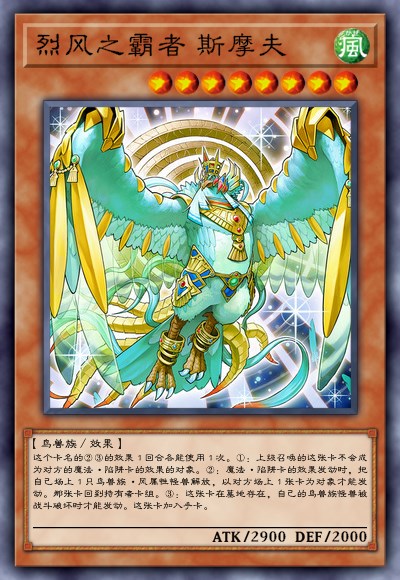 烈风之霸者 斯摩夫
風
【鸟兽族/效果】
这个卡名的②③的效果1回合各能使用1次。①：上级召唤的这张卡不会成
为对方的魔法·陷阱卡的效果的对象。②：魔法·陷阱卡的效果发动时，把
自己场上1只鸟兽族·风属性怪兽解放，以对方场上1张卡为对象才能发
动。那张卡回到持有者卡组。③：这张卡在墓地存在，自己的鸟兽族怪兽被
战斗破坏时才能发动。这张卡加入手卡。
ATK/2900 DEF/2000